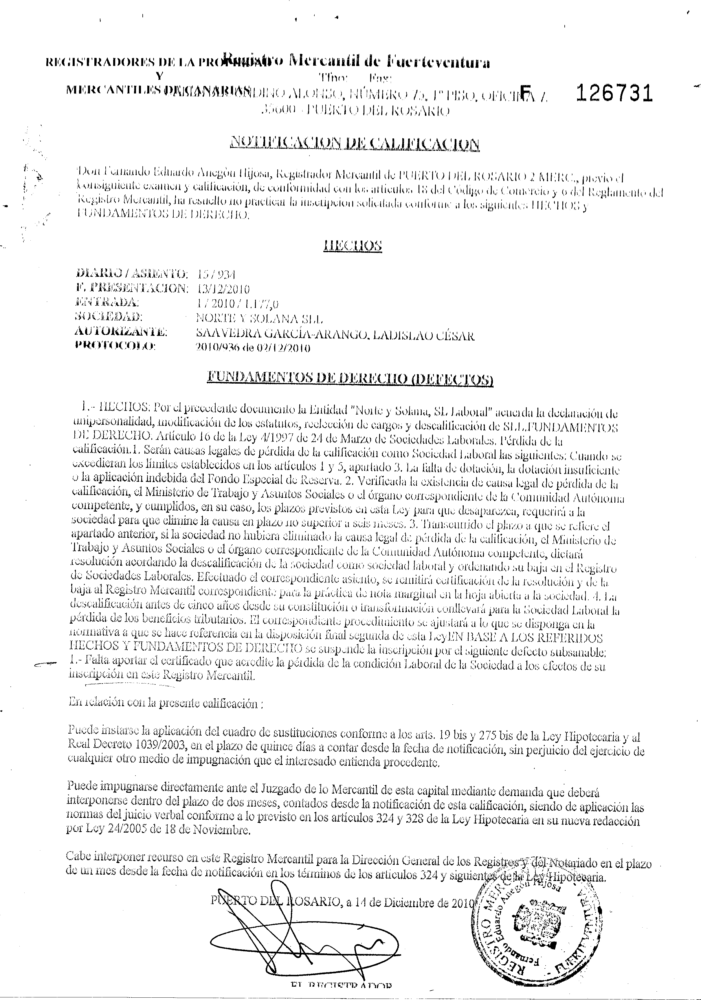 REGISTRADORES DE LA PRO Registro Mercantil de Fuerteventura
Y
Tfno: Fax:
MERCANTILES DE CANARIAS DINO ALONSO, NÚMERO 75, 1º PISO, OFICINA 7. F 126731
35600 - PUERTO DEL ROSARIO
NOTIFICACION DE CALIFICACION
Don Fernando Eduardo Anegón Hijosa, Registrador Mercantil de PUERTO DEL ROSARIO 2 MERC., previo el
consiguiente examen y calificación, de conformidad con los artículos 18 del Código de Comercio y 6 del Reglamento del
Registro Mercantil, ha resuelto no practicar la inscripción solicitada conforme a los siguientes HECHOS y
FUNDAMENTOS DE DERECHO:
HECHOS
DIARIO / ASIENTO: 15 / 934
F. PRESENTACION: 13/12/2010
ENTRADA: 1 / 2010 / 1.177,0
SOCIEDAD: NORTE Y SOLANA SLL
AUTORIZANTE: SAAVEDRA GARCÍA-ARANGO, LADISLAO CÉSAR
PROTOCOLO: 2010/936 de 02/12/2010
FUNDAMENTOS DE DERECHO (DEFECTOS)
1.- HECHOS: Por el precedente documento la Entidad "Norte y Solana, SL Laboral" acuerda la declaración de
unipersonalidad, modificación de los estatutos, reelección de cargos y descalificación de SLL.FUNDAMENTOS
DE DERECHO: Artículo 16 de la Ley 4/1997 de 24 de Marzo de Sociedades Laborales. Pérdida de la
calificación.1. Serán causas legales de pérdida de la calificación como Sociedad Laboral las siguientes: Cuando se
excedieran los límites establecidos en los artículos 1 y 5, apartado 3. La falta de dotación, la dotación insuficiente
o la aplicación indebida del Fondo Especial de Reserva. 2. Verificada la existencia de causa legal de pérdida de la
calificación, el Ministerio de Trabajo y Asuntos Sociales o el órgano correspondiente de la Comunidad Autónoma
competente, y cumplidos, en su caso, los plazos previstos en esta Ley para que desaparezca, requerirá a la
sociedad para que elimine la causa en plazo no superior a seis meses. 3. Transcurrido el plazo a que se refiere el
apartado anterior, si la sociedad no hubiera eliminado la causa legal de pérdida de la calificación, el Ministerio de
Trabajo y Asuntos Sociales o el órgano correspondiente de la Comunidad Autónoma competente, dictará
resolución acordando la descalificación de la sociedad como sociedad laboral y ordenando su baja en el Registro
de Sociedades Laborales. Efectuado el correspondiente asiento, se remitirá certificación de la resolución y de la
baja al Registro Mercantil correspondiente para la práctica de nota marginal en la hoja abierta a la sociedad. 4. La
descalificación antes de cinco años desde su constitución o transformación conllevará para la Sociedad Laboral la
pérdida de los beneficios tributarios. El correspondiente procedimiento se ajustará a lo que se disponga en la
normativa a que se hace referencia en la disposición final segunda de esta LeyEN BASE A LOS REFERIDOS
HECHOS Y FUNDAMENTOS DE DERECHO se suspende la inscripción por el siguiente defecto subsanable:
1.- Falta aportar el certificado que acredite la pérdida de la condición Laboral de la Sociedad a los efectos de su
inscripción en este Registro Mercantil.
En relación con la presente calificación :
Puede instarse la aplicación del cuadro de sustituciones conforme a los arts. 19 bis y 275 bis de la Ley Hipotecaria y al
Real Decreto 1039/2003, en el plazo de quince días a contar desde la fecha de notificación, sin perjuicio del ejercicio de
cualquier otro medio de impugnación que el interesado entienda procedente.
Puede impugnarse directamente ante el Juzgado de lo Mercantil de esta capital mediante demanda que deberá
interponerse dentro del plazo de dos meses, contados desde la notificación de esta calificación, siendo de aplicación las
normas del juicio verbal conforme a lo previsto en los artículos 324 y 328 de la Ley Hipotecaria en su nueva redacción
por Ley 24/2005 de 18 de Noviembre.
Cabe interponer recurso en este Registro Mercantil para la Dirección General de los Registros y del Notariado en el plazo
de un mes desde la fecha de notificación en los términos de los artículos 324 y siguientes de la Ley Hipotecaria.
PUERTO DEL ROSARIO, a 14 de Diciembre de 2010
REGISTRO MERCANTIL - FUERTEVENTURA
Fernando Eduardo Anegón Hijosa
EL REGISTRADOR